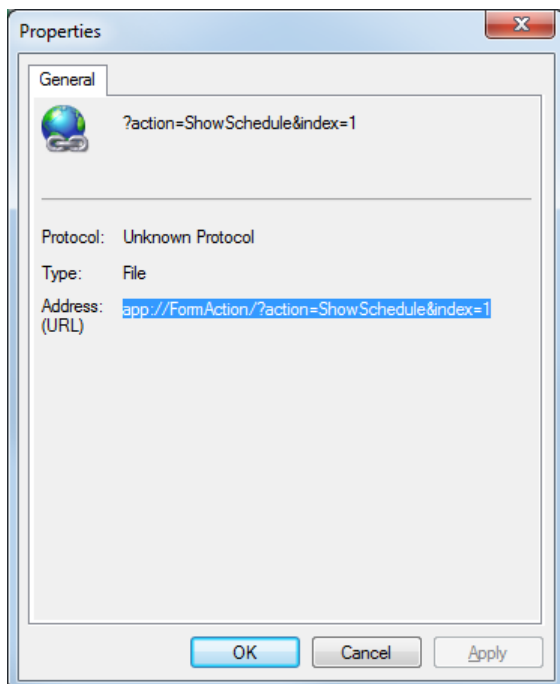 Properties
General
?action=ShowSchedule&index=1
Protocol: Unknown Protocol
Type: File
Address: app://FormAction/?action=ShowSchedule&index=1
(URL)
OK Cancel Apply